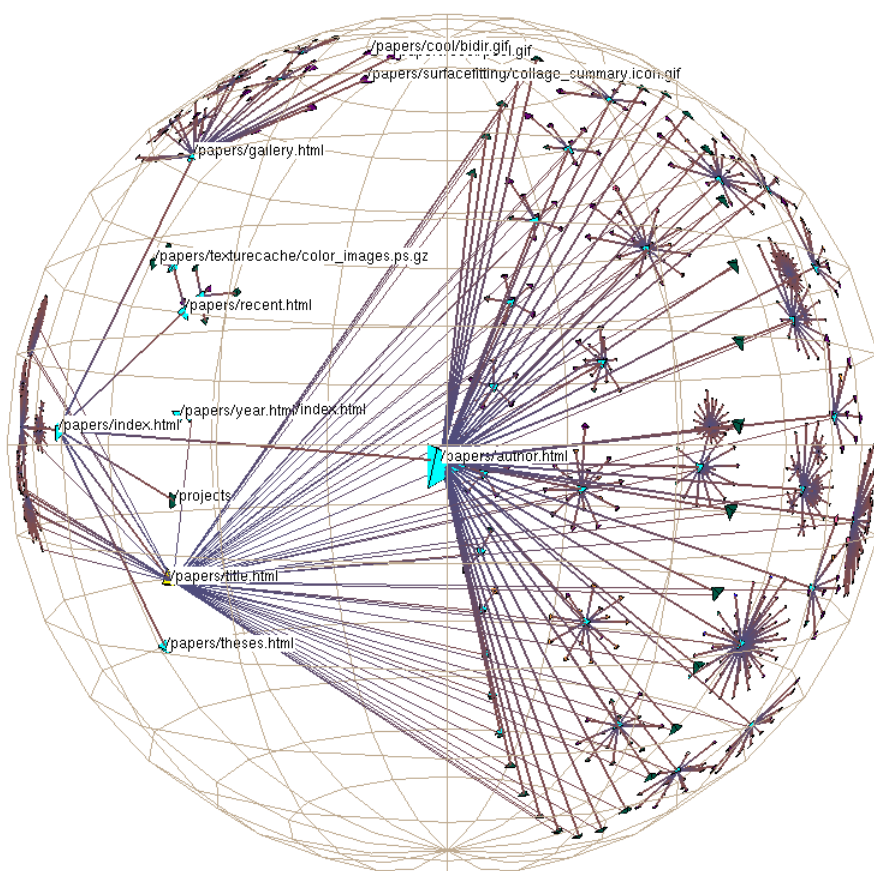 /papers/cool/bidir.gif
/papers/surfacefitting/collage_summary.icon.gif
/papers/gallery.html
/papers/texturecache/color_images.ps.gz
/papers/recent.html
/papers/year.html
/index.html
/papers/index.html
/papers/author.html
/projects
/papers/title.html
/papers/theses.html